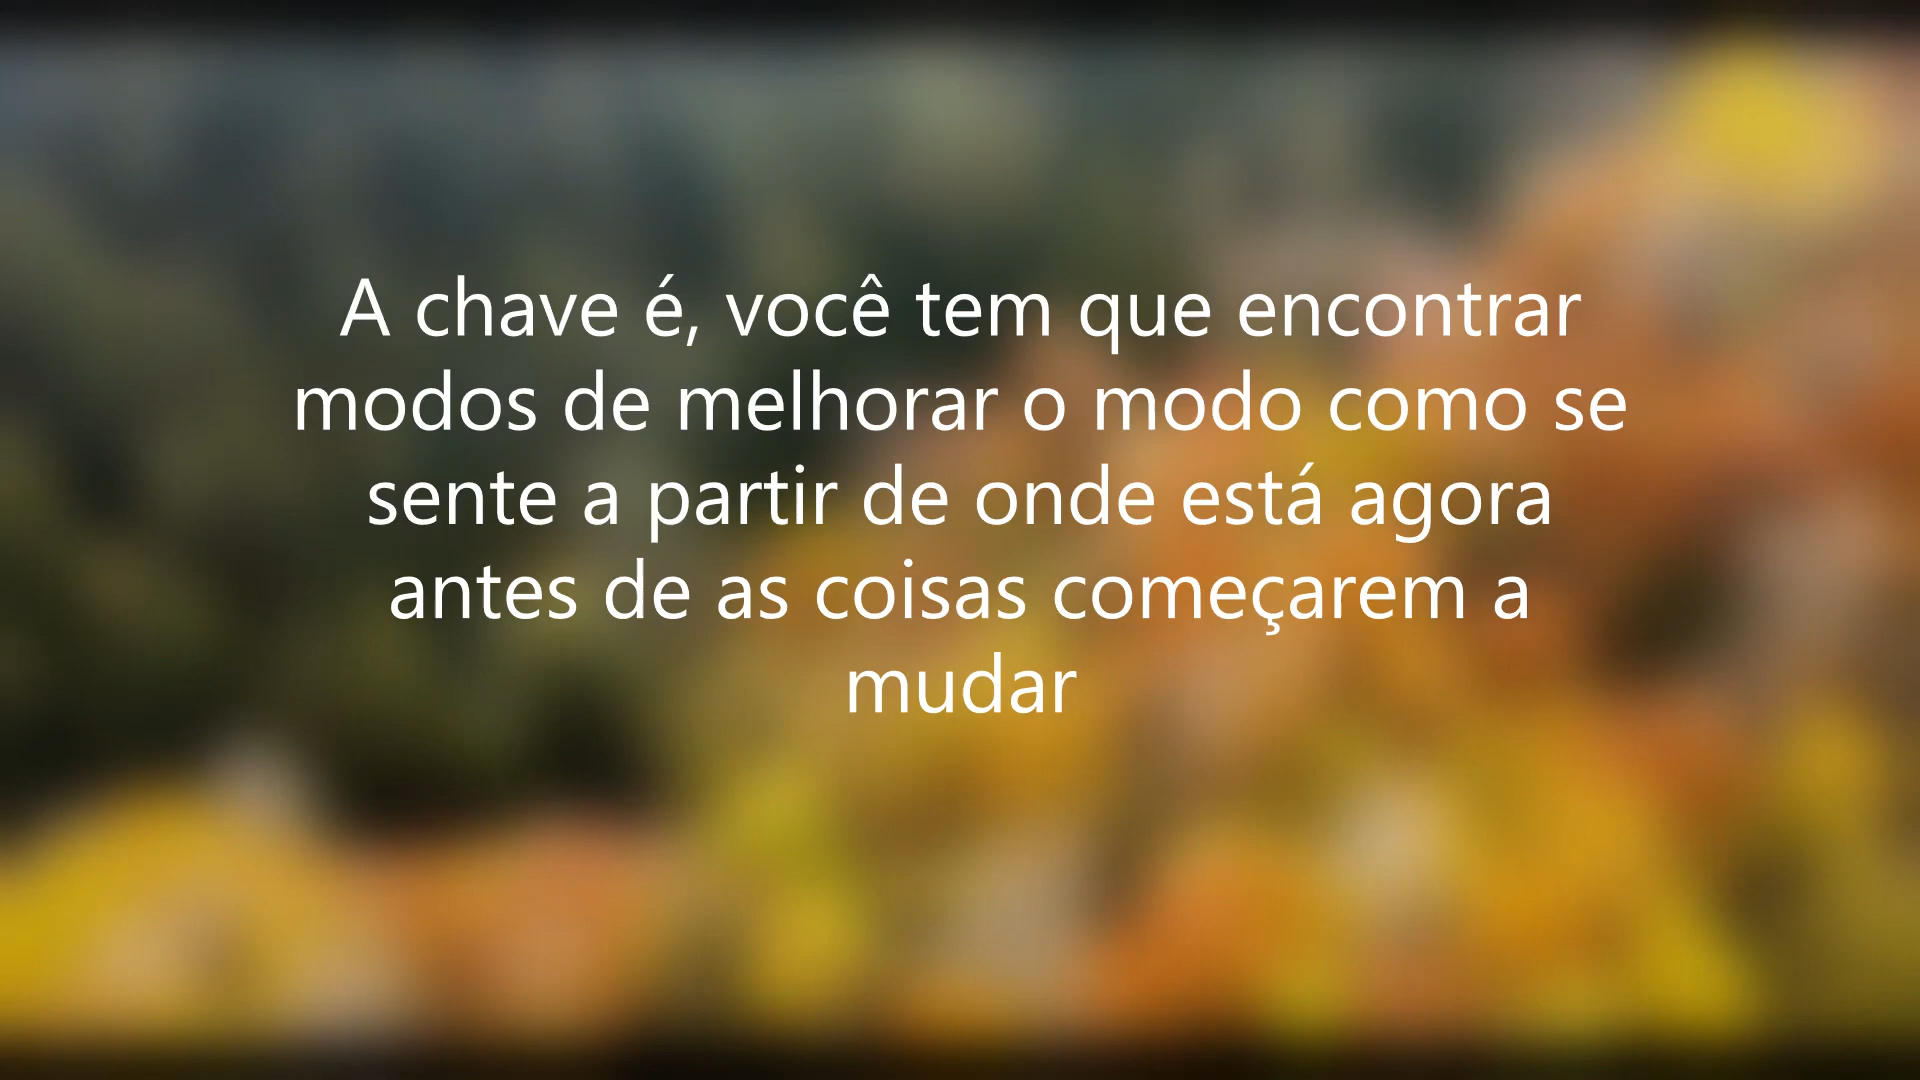 A chave é, você tem que encontrar
modos de melhorar o modo como se
sente a partir de onde está agora
antes de as coisas começarem a
mudar